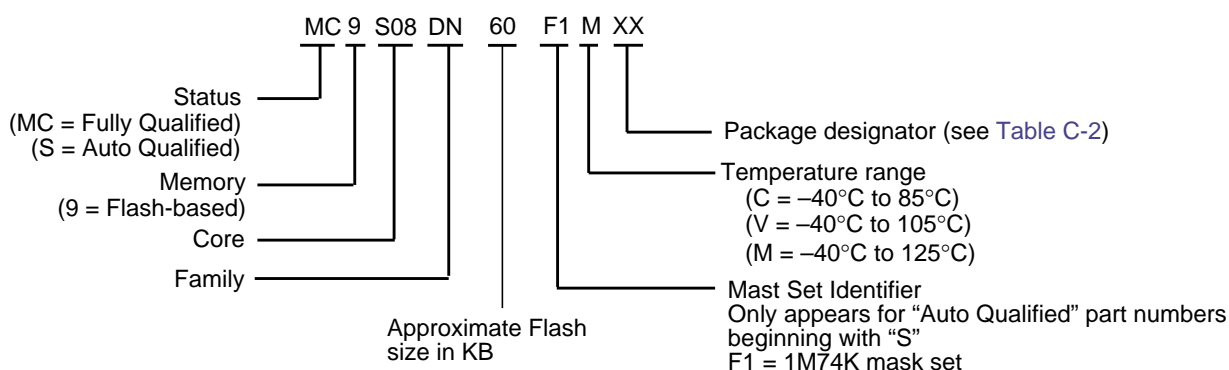 MC 9 S08 DN 60 F1 M XX
Status
(MC = Fully Qualified)
(S = Auto Qualified)
Memory
(9 = Flash-based)
Core
Family
Approximate Flash
size in KB
Package designator (see Table C-2)
Temperature range
(C = –40°C to 85°C)
(V = –40°C to 105°C)
(M = –40°C to 125°C)
Mast Set Identifier
Only appears for “Auto Qualified” part numbers
beginning with “S”
F1 = 1M74K mask set